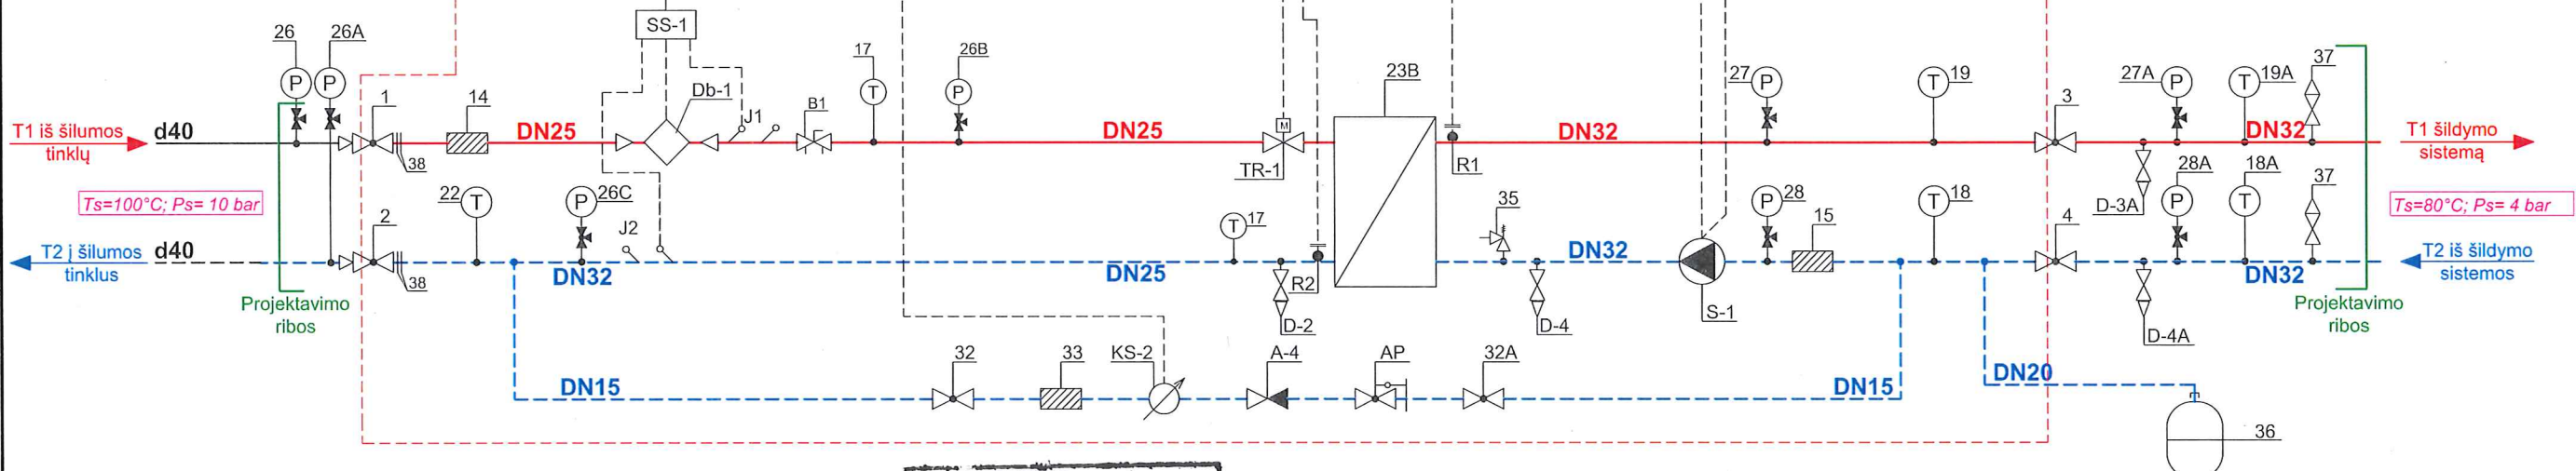 SS-1
26
26A
17
26B
23B
27
19
27A
19A
37
1
14
Db-1
J1
B1
M
3
P
P
T
P
P
T
P
T
T1 iš šilumos
tinklų
d40
DN25
DN25
DN32
DN32
T1 šildymo
sistemą
38
TR-1
R1
28A
18A
37
Ts=100°C; Ps= 10 bar
22
T
P
26C
2
J2
17
T
35
P
28
15
T
18
4
D-3A
P
T
Ts=80°C; Ps= 4 bar
T2 į šilumos
tinklus
d40
DN32
DN25
DN32
DN32
T2 iš šildymo
sistemos
38
R2
D-2
D-4
S-1
D-4A
Projektavimo
ribos
Projektavimo
ribos
32
33
KS-2
A-4
AP
32A
DN15
DN15
DN20
36